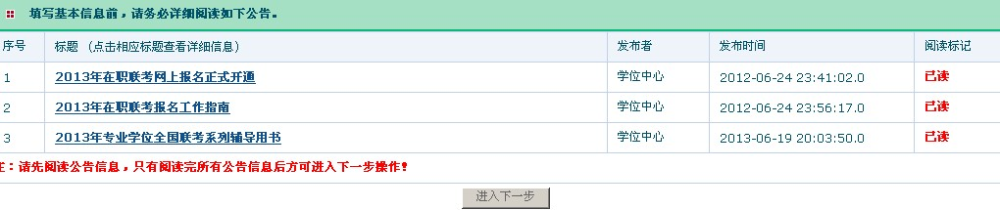 填写基本信息前，请务必详细阅读如下公告。
序号 标题 （点击相应标题查看详细信息） 发布者 发布时间 阅读标记
1 2013年在职联考网上报名正式开通 学位中心 2012-06-24 23:41:02.0 已读
2 2013年在职联考报名工作指南 学位中心 2012-06-24 23:56:17.0 已读
3 2013年专业学位全国联考系列辅导用书 学位中心 2013-06-19 20:03:50.0 已读
注：请先阅读公告信息，只有阅读完所有公告信息后方可进入下一步操作！
进入下一步